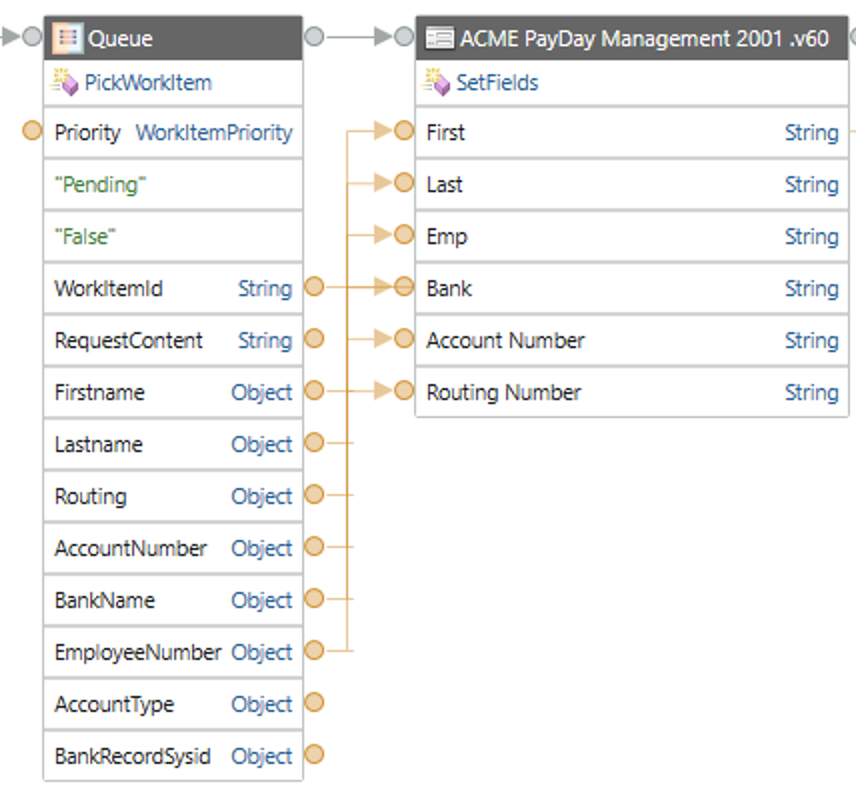 Queue
PickWorkItem
Priority WorkItemPriority
"Pending"
"False"
WorkItemId String
RequestContent String
Firstname Object
Lastname Object
Routing Object
AccountNumber Object
BankName Object
EmployeeNumber Object
AccountType Object
BankRecordSysid Object
ACME PayDay Management 2001 .v60
SetFields
First String
Last String
Emp String
Bank String
Account Number String
Routing Number String